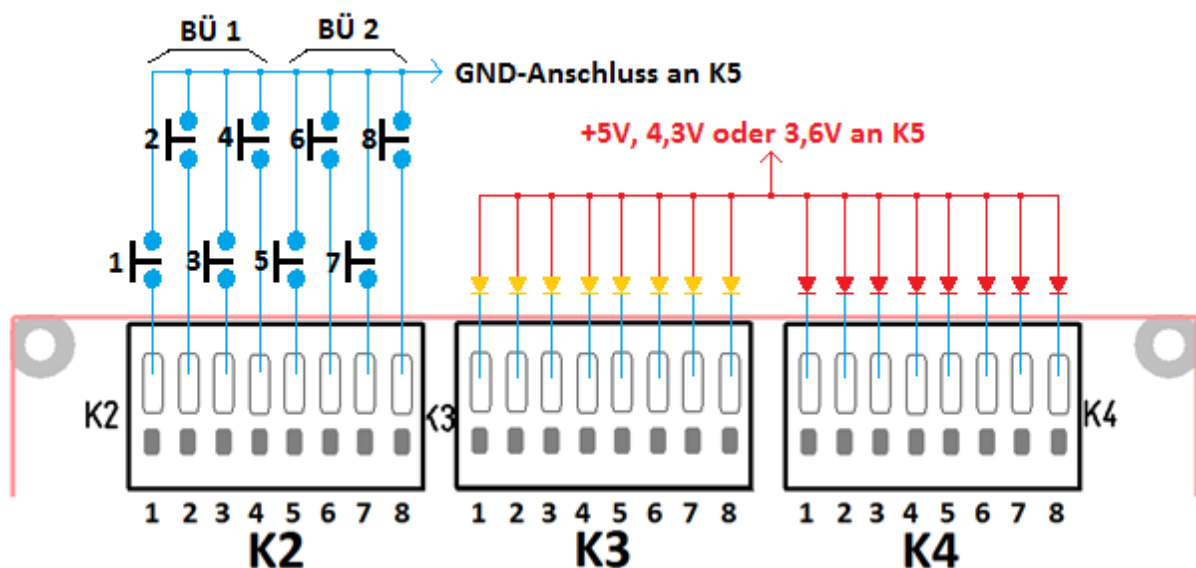 BÜ 1 BÜ 2
GND-Anschluss an K5
2 4 6 8
+5V, 4,3V oder 3,6V an K5
1 3 5 7
K2 K3 K4
1 2 3 4 5 6 7 8 1 2 3 4 5 6 7 8 1 2 3 4 5 6 7 8
K2 K3 K4